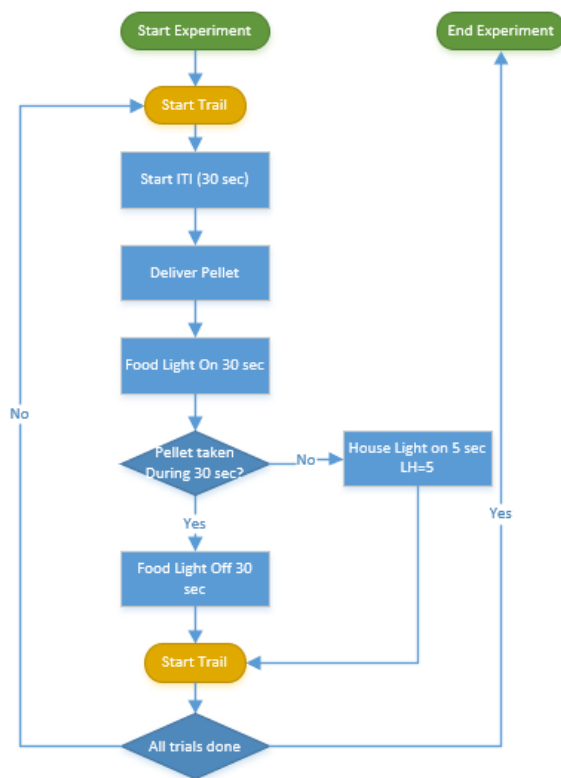 Start Experiment
End Experiment
Start Trail
Start ITI (30 sec)
Deliver Pellet
Food Light On 30 sec
No
Pellet taken
During 30 sec?
No
House Light on 5 sec
LH=5
Yes
Yes
Food Light Off 30
sec
Start Trail
All trials done